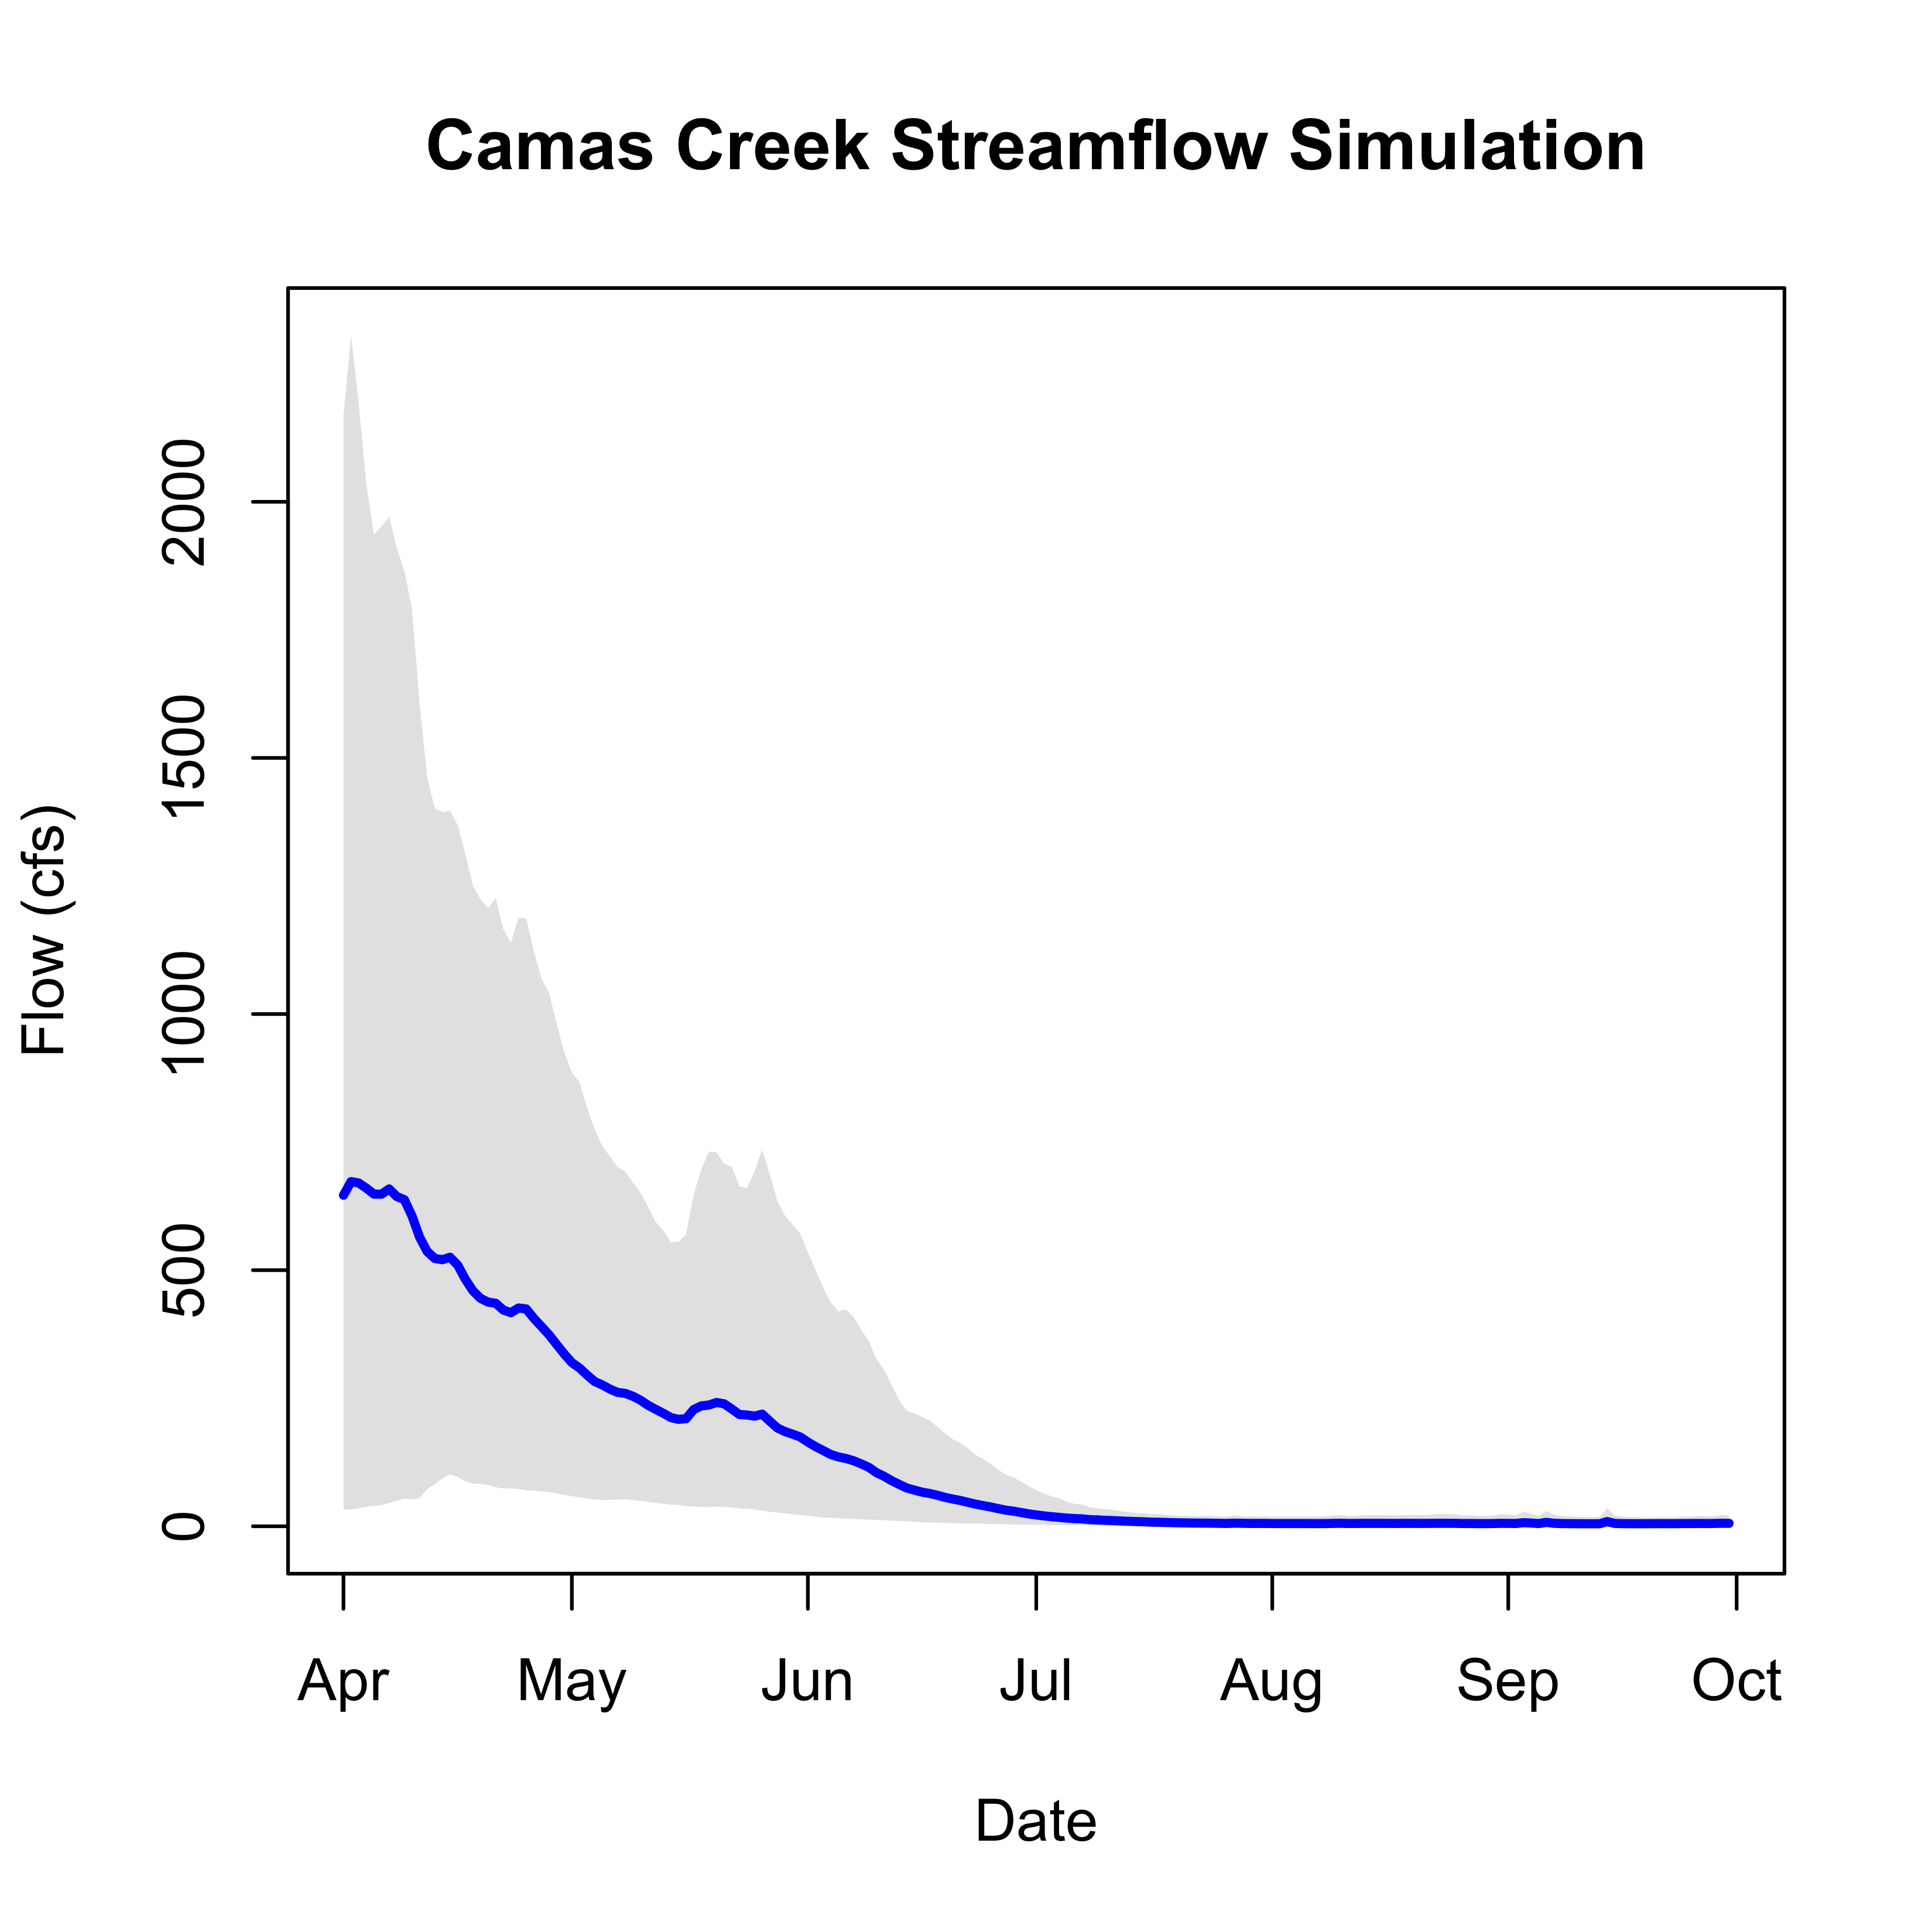 Camas Creek Streamflow Simulation
Flow (cfs)
2000
1500
1000
500
0
Apr May Jun Jul Aug Sep Oct
Date